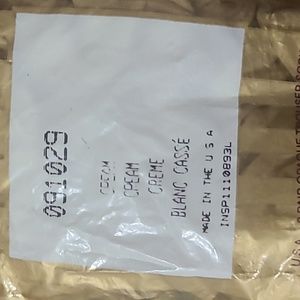 091029
CREAM
CREAM
CREME
BLANC CASSÉ
MADE IN THE U S A
INSP1110893L